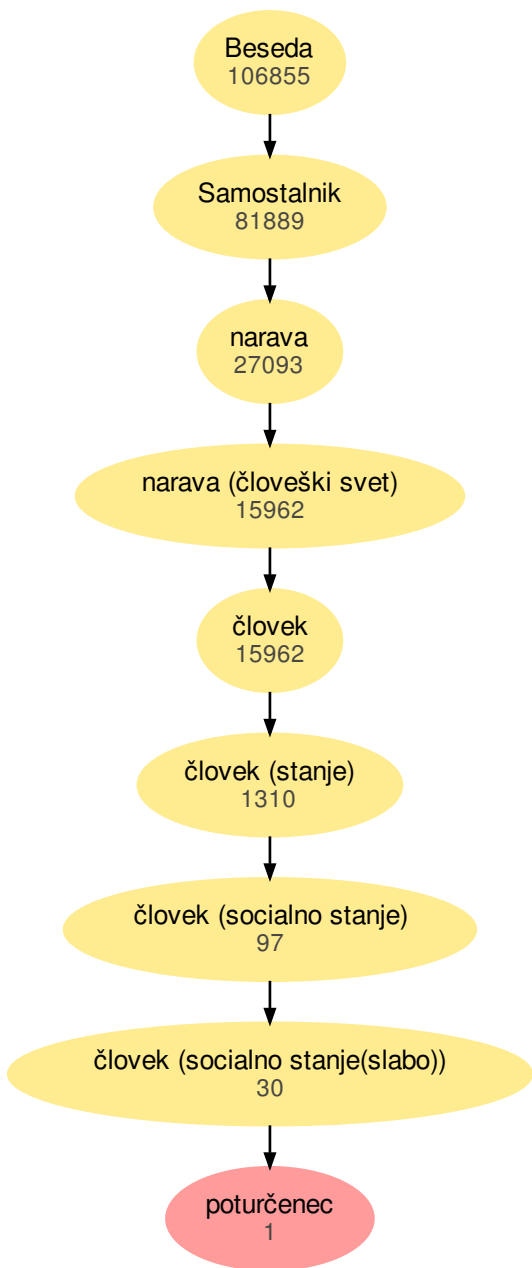 Beseda
106855
Samostalnik
81889
narava
27093
narava (človeški svet)
15962
človek
15962
človek (stanje)
1310
človek (socialno stanje)
97
človek (socialno stanje(slabo))
30
poturčenec
1